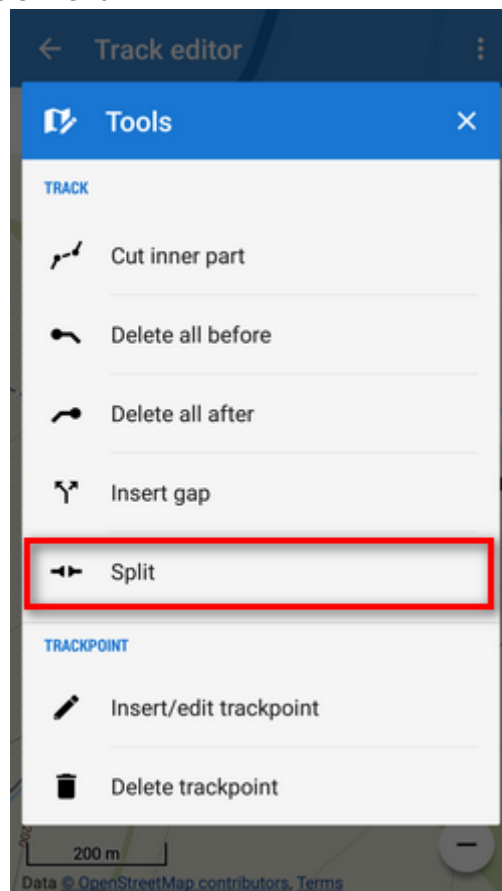 Track editor
Tools
TRACK
Cut inner part
Delete all before
Delete all after
Insert gap
Split
TRACKPOINT
Insert/edit trackpoint
Delete trackpoint
200
200 m
Data © OpenStreetMap contributors, Terms